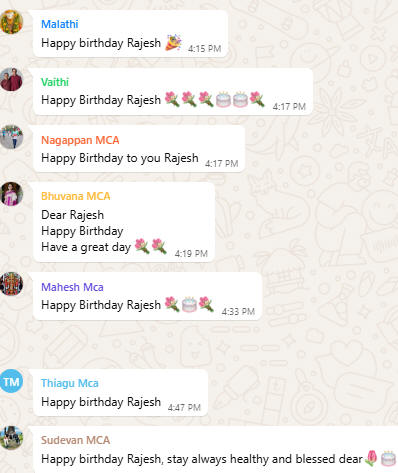 Malathi
Happy birthday Rajesh 🎉 4:15 PM
Vaithi
Happy Birthday Rajesh 💐💐💐🎂🎂💐 4:17 PM
Nagappan MCA
Happy Birthday to you Rajesh 4:17 PM
Bhuvana MCA
Dear Rajesh
Happy Birthday
Have a great day 💐💐 4:19 PM
Mahesh Mca
Happy Birthday Rajesh 💐🎂💐 4:33 PM
TM
Thiagu Mca
Happy birthday Rajesh 4:47 PM
Sudevan MCA
Happy birthday Rajesh, stay always healthy and blessed dear🌷🎂